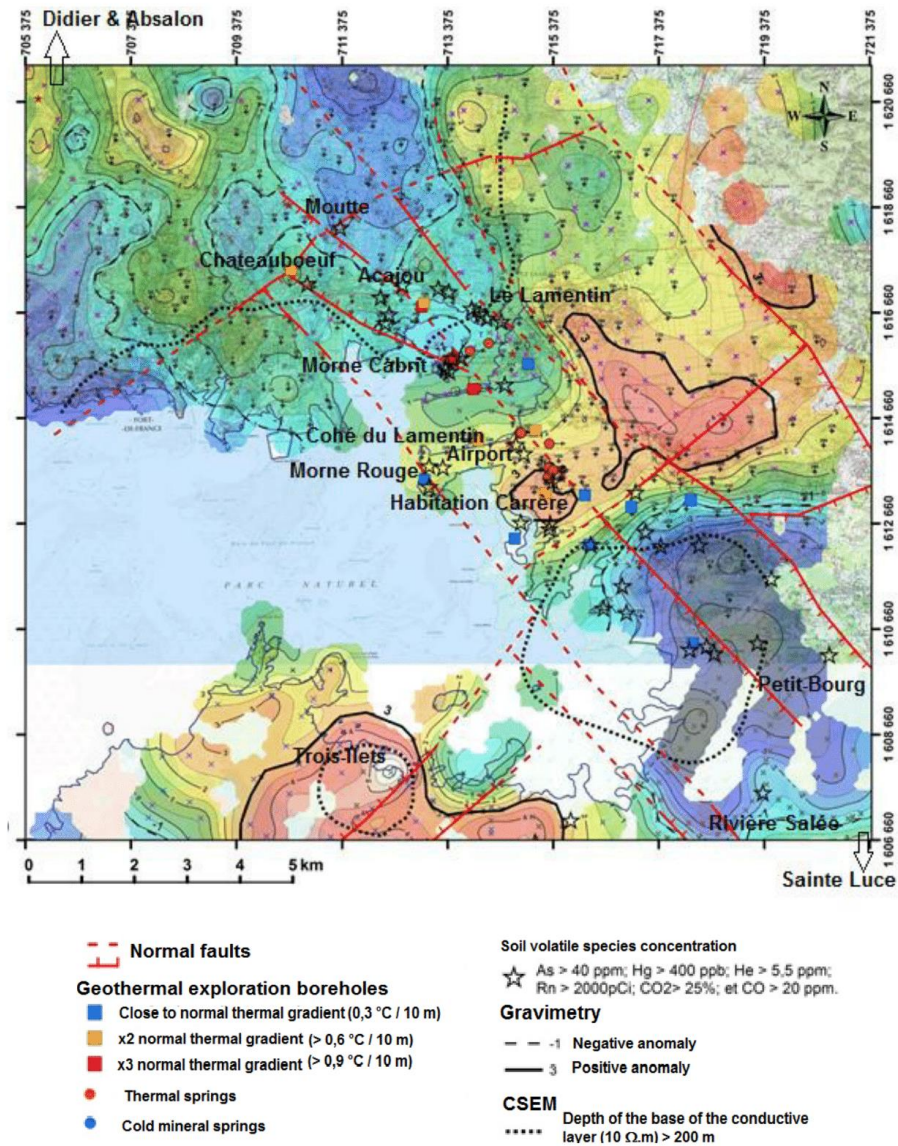 Didier & Absalon
705 375
707 375
709 375
711 375
713 375
715 375
717 375
719 375
721 375
1 620 660
N
W E
S
Moutte
1 618 660
Chateauboeuf
Acajou
Le Lamentin
1 616 660
Morne Cabrit
FORT-
DE-FRANCE
1 614 660
Cohé du Lamentin
Airport
Morne Rouge
Habitation Carrère
1 612 660
PARC NATUREL
1 610 660
Petit-Bourg
1 608 660
Trois-Ilets
Rivière Salée
1 606 660
0 1 2 3 4 5 km
Sainte Luce
Normal faults
Geothermal exploration boreholes
Close to normal thermal gradient (0,3 °C / 10 m)
x2 normal thermal gradient (> 0,6 °C / 10 m)
x3 normal thermal gradient (> 0,9 °C / 10 m)
Thermal springs
Cold mineral springs
Soil volatile species concentration
As > 40 ppm; Hg > 400 ppb; He > 5,5 ppm;
Rn > 2000pCi; CO2> 25%; et CO > 20 ppm.
Gravimetry
-1 Negative anomaly
3 Positive anomaly
CSEM
Depth of the base of the conductive
layer (10 Ω.m) > 200 m